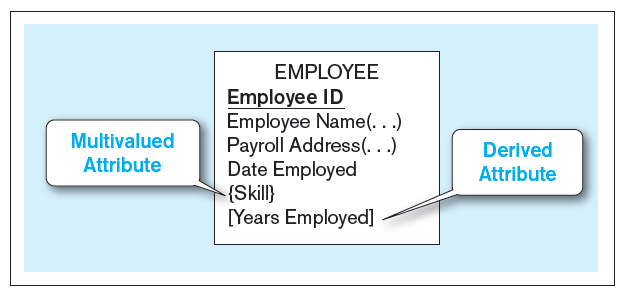 EMPLOYEE
Employee ID
Employee Name(. . .)
Payroll Address(. . .)
Date Employed
{Skill}
[Years Employed]
Multivalued
Attribute
Derived
Attribute